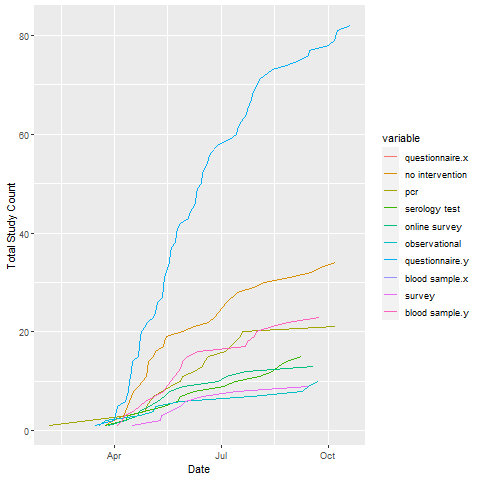 80
60
40
20
0
Total Study Count
Apr
Jul
Oct
Date
variable
questionnaire.x
no intervention
pcr
serology test
online survey
observational
questionnaire.y
blood sample.x
survey
blood sample.y